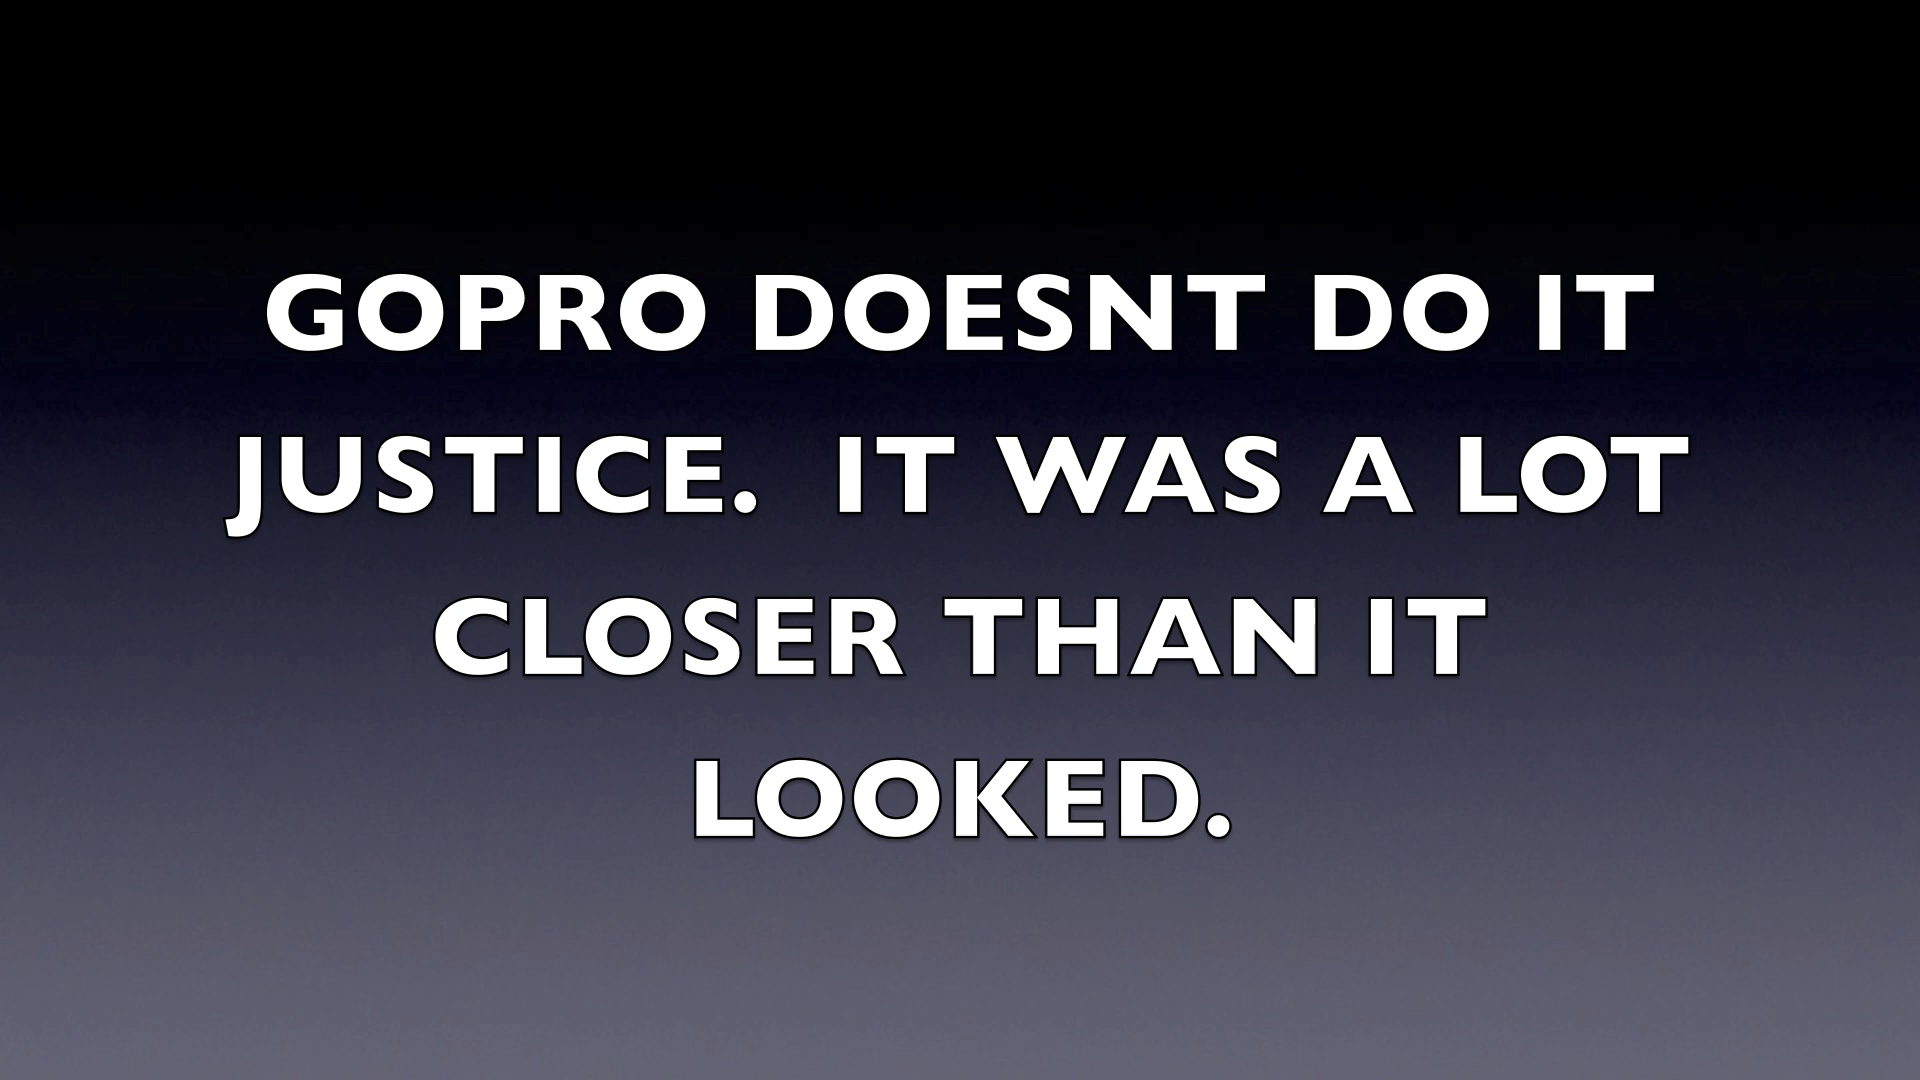 GOPRO DOESNT DO IT
JUSTICE.  IT WAS A LOT
CLOSER THAN IT
LOOKED.